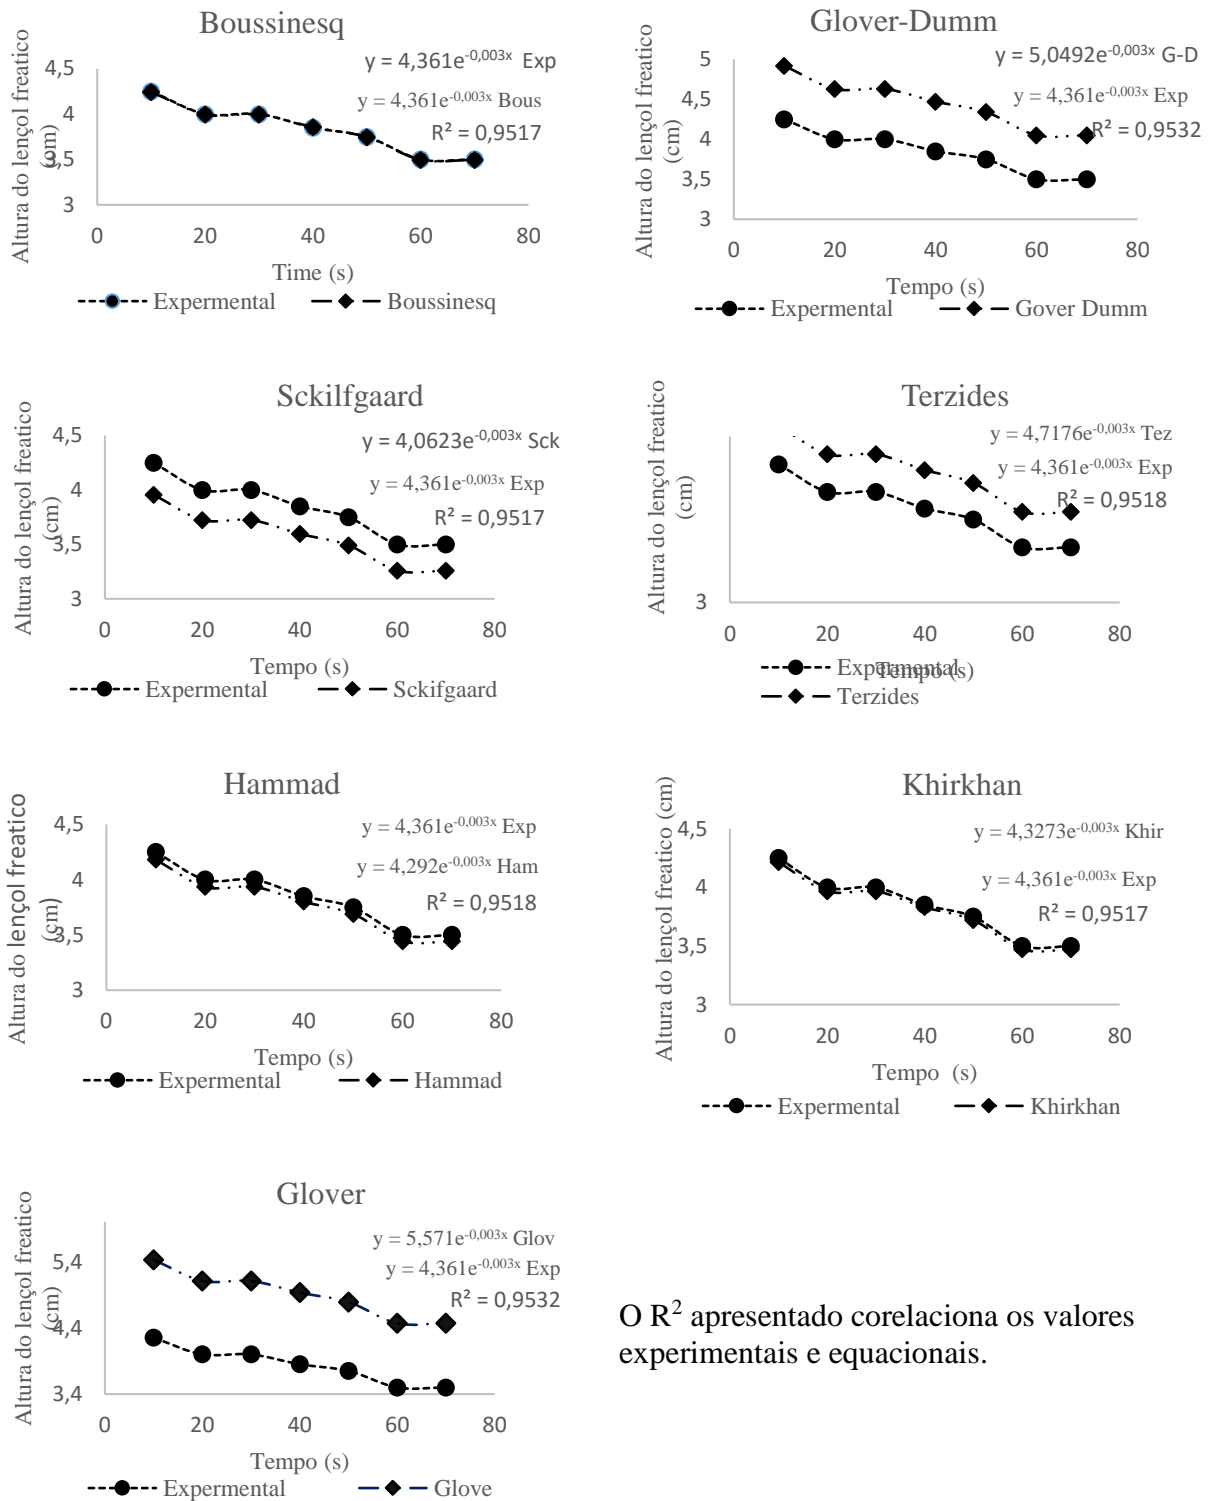 Boussinesq
y = 4,361e^-0,003x Exp
y = 4,361e^-0,003x Bous
R² = 0,9517
Altura do lençol freatico
(cm)
4,5
4
3,5
3
0 20 40 60 80
Time (s)
Expermental Boussinesq
Glover-Dumm
y = 5,0492e^-0,003x G-D
y = 4,361e^-0,003x Exp
R² = 0,9532
Altura do lençol freatico
(cm)
5
4,5
4
3,5
3
0 20 40 60 80
Tempo (s)
Expermental Gover Dumm
Sckilfgaard
y = 4,0623e^-0,003x Sck
y = 4,361e^-0,003x Exp
R² = 0,9517
Altura do lençol freatico
(cm)
4,5
4
3,5
3
0 20 40 60 80
Tempo (s)
Expermental Sckifgaard
Terzides
y = 4,7176e^-0,003x Tez
y = 4,361e^-0,003x Exp
R² = 0,9518
Altura do lençol freatico
(cm)
3
0 20 40 60 80
Tempo (s)
Expermental
Terzides
Hammad
y = 4,361e^-0,003x Exp
y = 4,292e^-0,003x Ham
R² = 0,9518
Altura do lençol freatico
(cm)
4,5
4
3,5
3
0 20 40 60 80
Tempo (s)
Expermental Hammad
Khirkhan
y = 4,3273e^-0,003x Khir
y = 4,361e^-0,003x Exp
R² = 0,9517
Altura do lençol freatico (cm)
4,5
4
3,5
3
0 20 40 60 80
Tempo (s)
Expermental Khirkhan
Glover
y = 5,571e^-0,003x Glov
y = 4,361e^-0,003x Exp
R² = 0,9532
Altura do lençol freatico
(cm)
5,4
4,4
3,4
0 20 40 60 80
Tempo (s)
Expermental Glove
O R² apresentado corelaciona os valores
experimentais e equacionais.